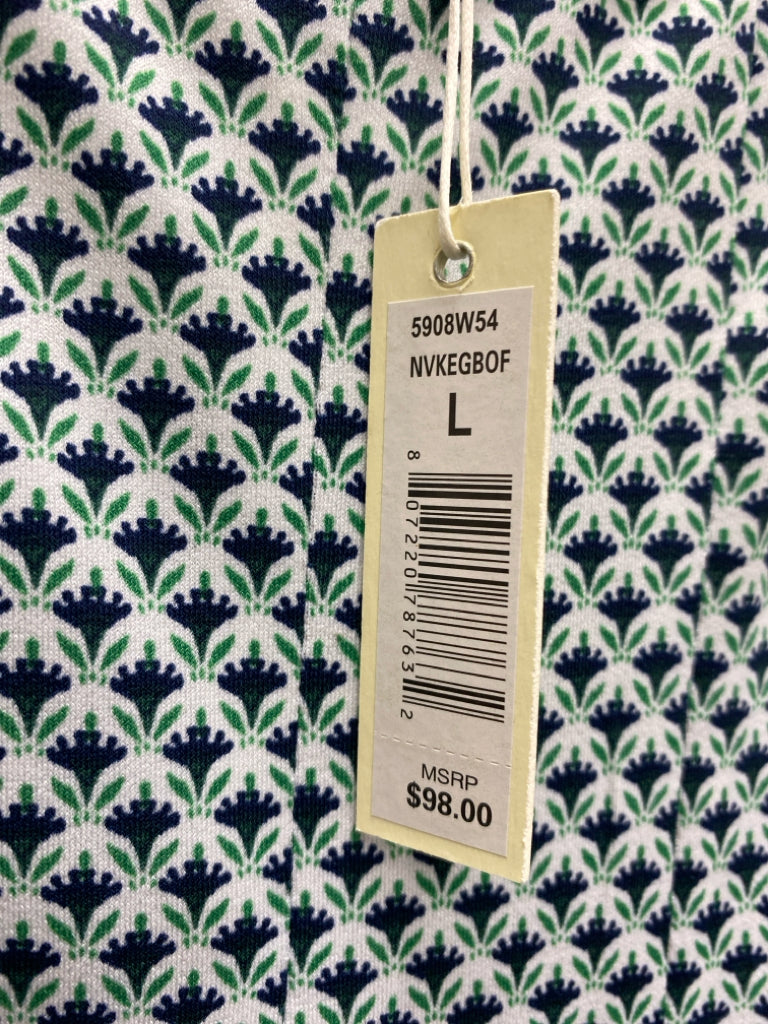 5908W54
NVKEGBOF
L
8 07220 78763 2
MSRP
$98.00